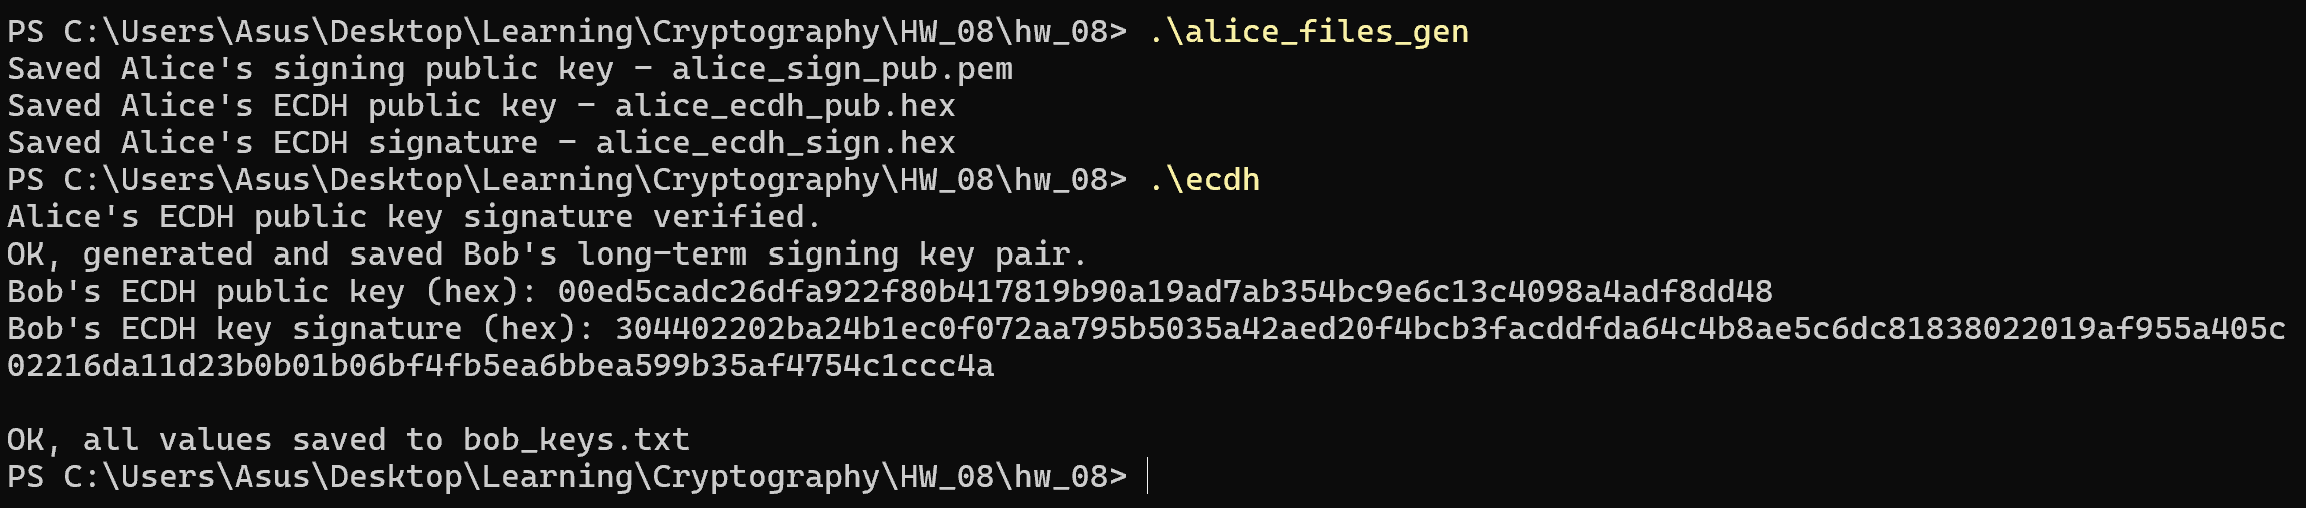 PS C:\Users\Asus\Desktop\Learning\Cryptography\HW_08\hw_08> .\alice_files_gen
Saved Alice's signing public key - alice_sign_pub.pem
Saved Alice's ECDH public key - alice_ecdh_pub.hex
Saved Alice's ECDH signature - alice_ecdh_sign.hex
PS C:\Users\Asus\Desktop\Learning\Cryptography\HW_08\hw_08> .\ecdh
Alice's ECDH public key signature verified.
OK, generated and saved Bob's long-term signing key pair.
Bob's ECDH public key (hex): 00ed5cadc26dfa922f80b417819b90a19ad7ab354bc9e6c13c4098a4adf8dd48
Bob's ECDH key signature (hex): 304402202ba24b1ec0f072aa795b5035a42aed20f4bcb3facddfda64c4b8ae5c6dc81838022019af955a405c
02216da11d23b0b01b06bf4fb5ea6bbea599b35af4754c1ccc4a
OK, all values saved to bob_keys.txt
PS C:\Users\Asus\Desktop\Learning\Cryptography\HW_08\hw_08>